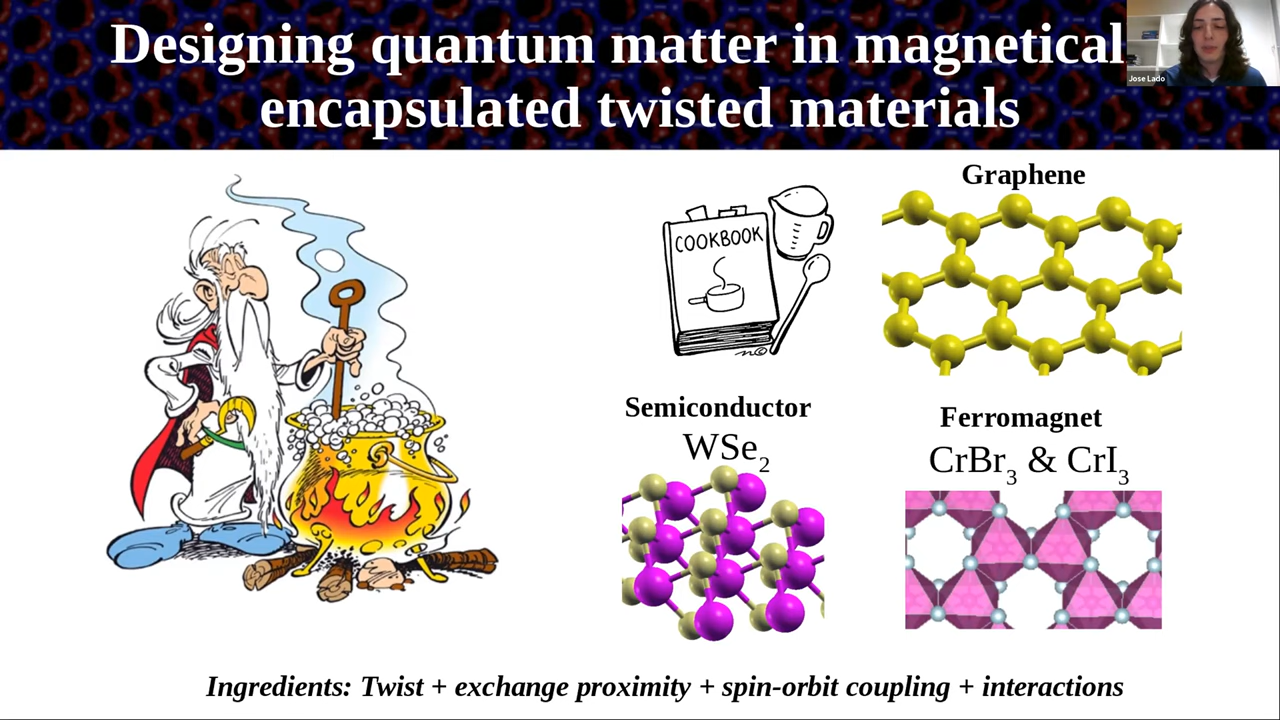 Designing quantum matter in magnetical
encapsulated twisted materials
Jose Lado
Graphene
COOKBOOK
Semiconductor
WSe₂
Ferromagnet
CrBr₃ & CrI₃
Ingredients: Twist + exchange proximity + spin-orbit coupling + interactions